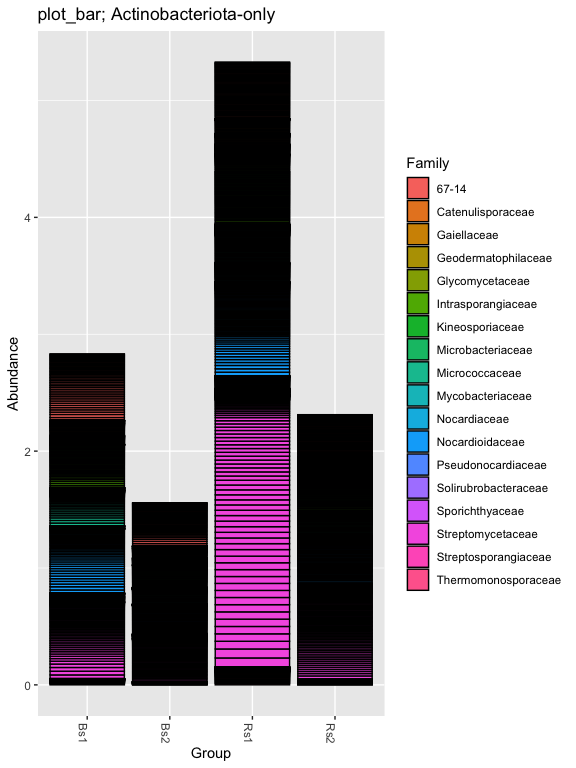 plot_bar; Actinobacteriota-only
Abundance
4
2
0
Bs1
Bs2
Rs1
Rs2
Group
Family
67-14
Catenulisporaceae
Gaiellaceae
Geodermatophilaceae
Glycomycetaceae
Intrasporangiaceae
Kineosporiaceae
Microbacteriaceae
Micrococcaceae
Mycobacteriaceae
Nocardiaceae
Nocardioidaceae
Pseudonocardiaceae
Solirubrobacteraceae
Sporichthyaceae
Streptomycetaceae
Streptosporangiaceae
Thermomonosporaceae